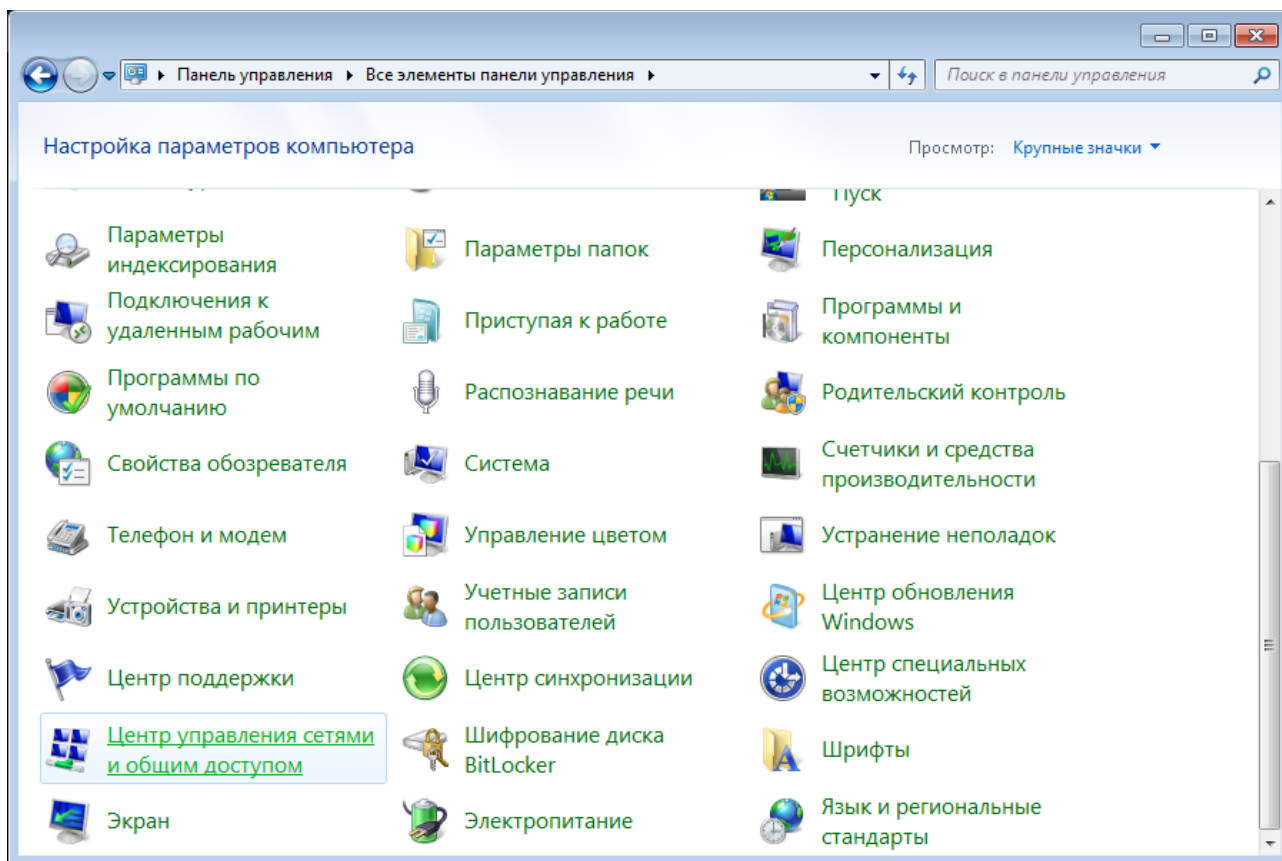 Панель управления ▸ Все элементы панели управления ▸
Поиск в панели управления
Настройка параметров компьютера
Просмотр: Крупные значки
Пуск
Параметры
индексирования
Параметры папок
Персонализация
Подключения к
удаленным рабочим
Приступая к работе
Программы и
компоненты
Программы по
умолчанию
Распознавание речи
Родительский контроль
Свойства обозревателя
Система
Счетчики и средства
производительности
Телефон и модем
Управление цветом
Устранение неполадок
Устройства и принтеры
Учетные записи
пользователей
Центр обновления
Windows
Центр поддержки
Центр синхронизации
Центр специальных
возможностей
Центр управления сетями
и общим доступом
Шифрование диска
BitLocker
Шрифты
Экран
Электропитание
Язык и региональные
стандарты